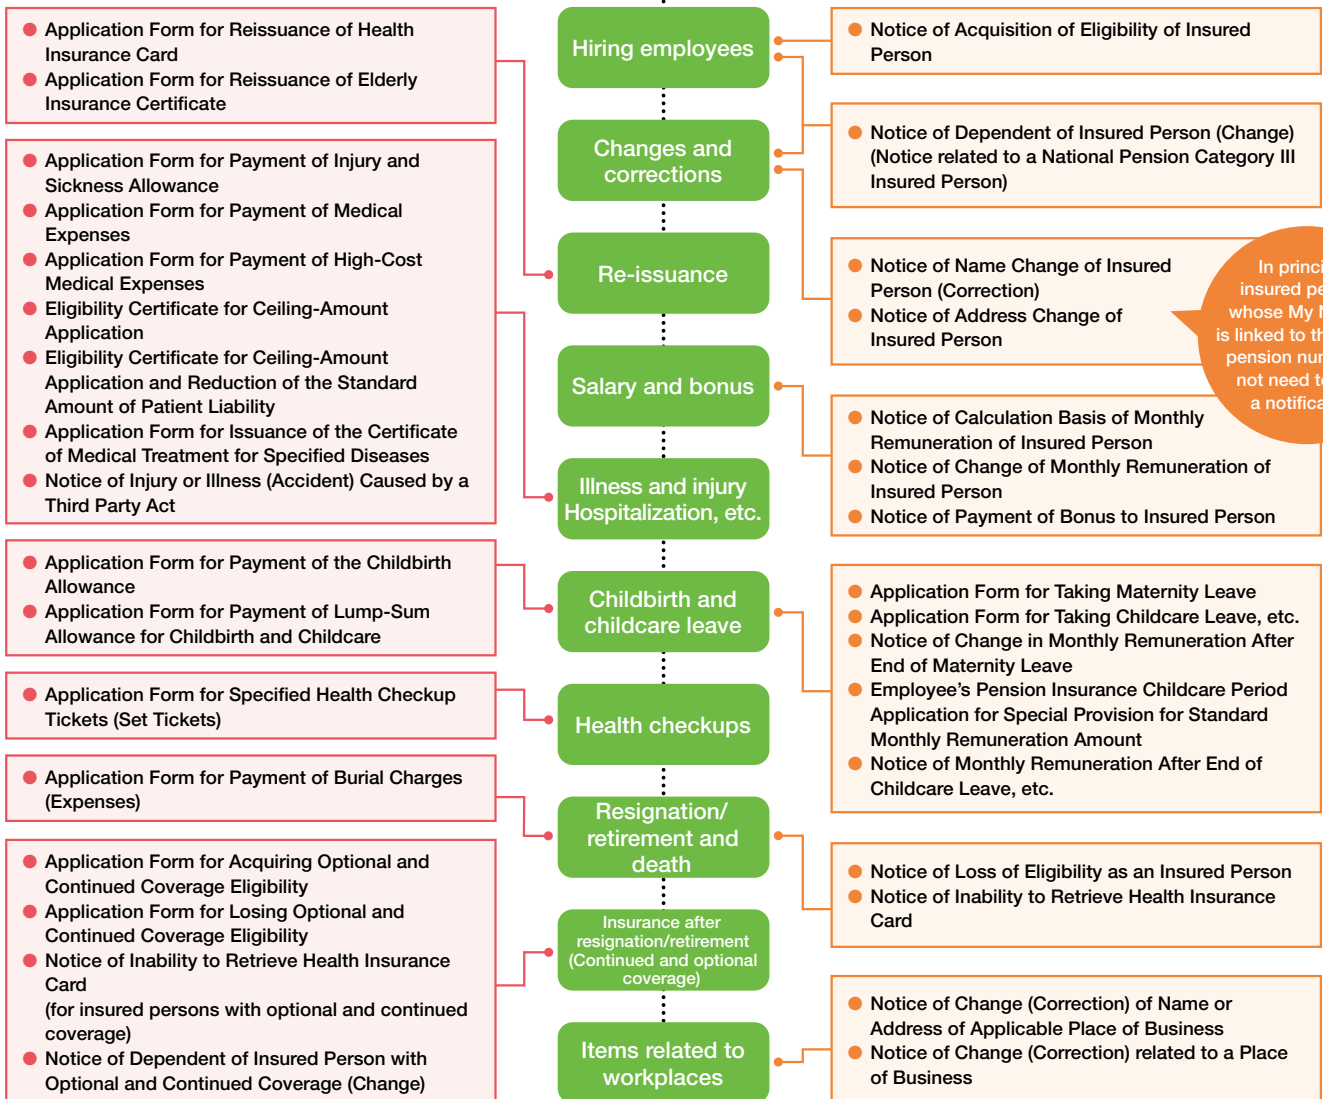 Application Form for Reissuance of Health
Insurance Card
Application Form for Reissuance of Elderly
Insurance Certificate
Application Form for Payment of Injury and
Sickness Allowance
Application Form for Payment of Medical
Expenses
Application Form for Payment of High-Cost
Medical Expenses
Eligibility Certificate for Ceiling-Amount
Application
Eligibility Certificate for Ceiling-Amount
Application and Reduction of the Standard
Amount of Patient Liability
Application Form for Issuance of the Certificate
of Medical Treatment for Specified Diseases
Notice of Injury or Illness (Accident) Caused by a
Third Party Act
Application Form for Payment of the Childbirth
Allowance
Application Form for Payment of Lump-Sum
Allowance for Childbirth and Childcare
Application Form for Specified Health Checkup
Tickets (Set Tickets)
Application Form for Payment of Burial Charges
(Expenses)
Application Form for Acquiring Optional and
Continued Coverage Eligibility
Application Form for Losing Optional and
Continued Coverage Eligibility
Notice of Inability to Retrieve Health Insurance
Card
(for insured persons with optional and continued
coverage)
Notice of Dependent of Insured Person with
Optional and Continued Coverage (Change)
Hiring employees
Changes and
corrections
Re-issuance
Salary and bonus
Illness and injury
Hospitalization, etc.
Childbirth and
childcare leave
Health checkups
Resignation/
retirement and
death
Insurance after
resignation/retirement
(Continued and optional
coverage)
Items related to
workplaces
Notice of Acquisition of Eligibility of Insured
Person
Notice of Dependent of Insured Person (Change)
(Notice related to a National Pension Category III
Insured Person)
Notice of Name Change of Insured
Person (Correction)
Notice of Address Change of
Insured Person
In princi
insured pe
whose My
is linked to th
pension nu
not need t
a notifica
Notice of Calculation Basis of Monthly
Remuneration of Insured Person
Notice of Change of Monthly Remuneration of
Insured Person
Notice of Payment of Bonus to Insured Person
Application Form for Taking Maternity Leave
Application Form for Taking Childcare Leave, etc.
Notice of Change in Monthly Remuneration After
End of Maternity Leave
Employee's Pension Insurance Childcare Period
Application for Special Provision for Standard
Monthly Remuneration Amount
Notice of Monthly Remuneration After End of
Childcare Leave, etc.
Notice of Loss of Eligibility as an Insured Person
Notice of Inability to Retrieve Health Insurance
Card
Notice of Change (Correction) of Name or
Address of Applicable Place of Business
Notice of Change (Correction) related to a Place
of Business